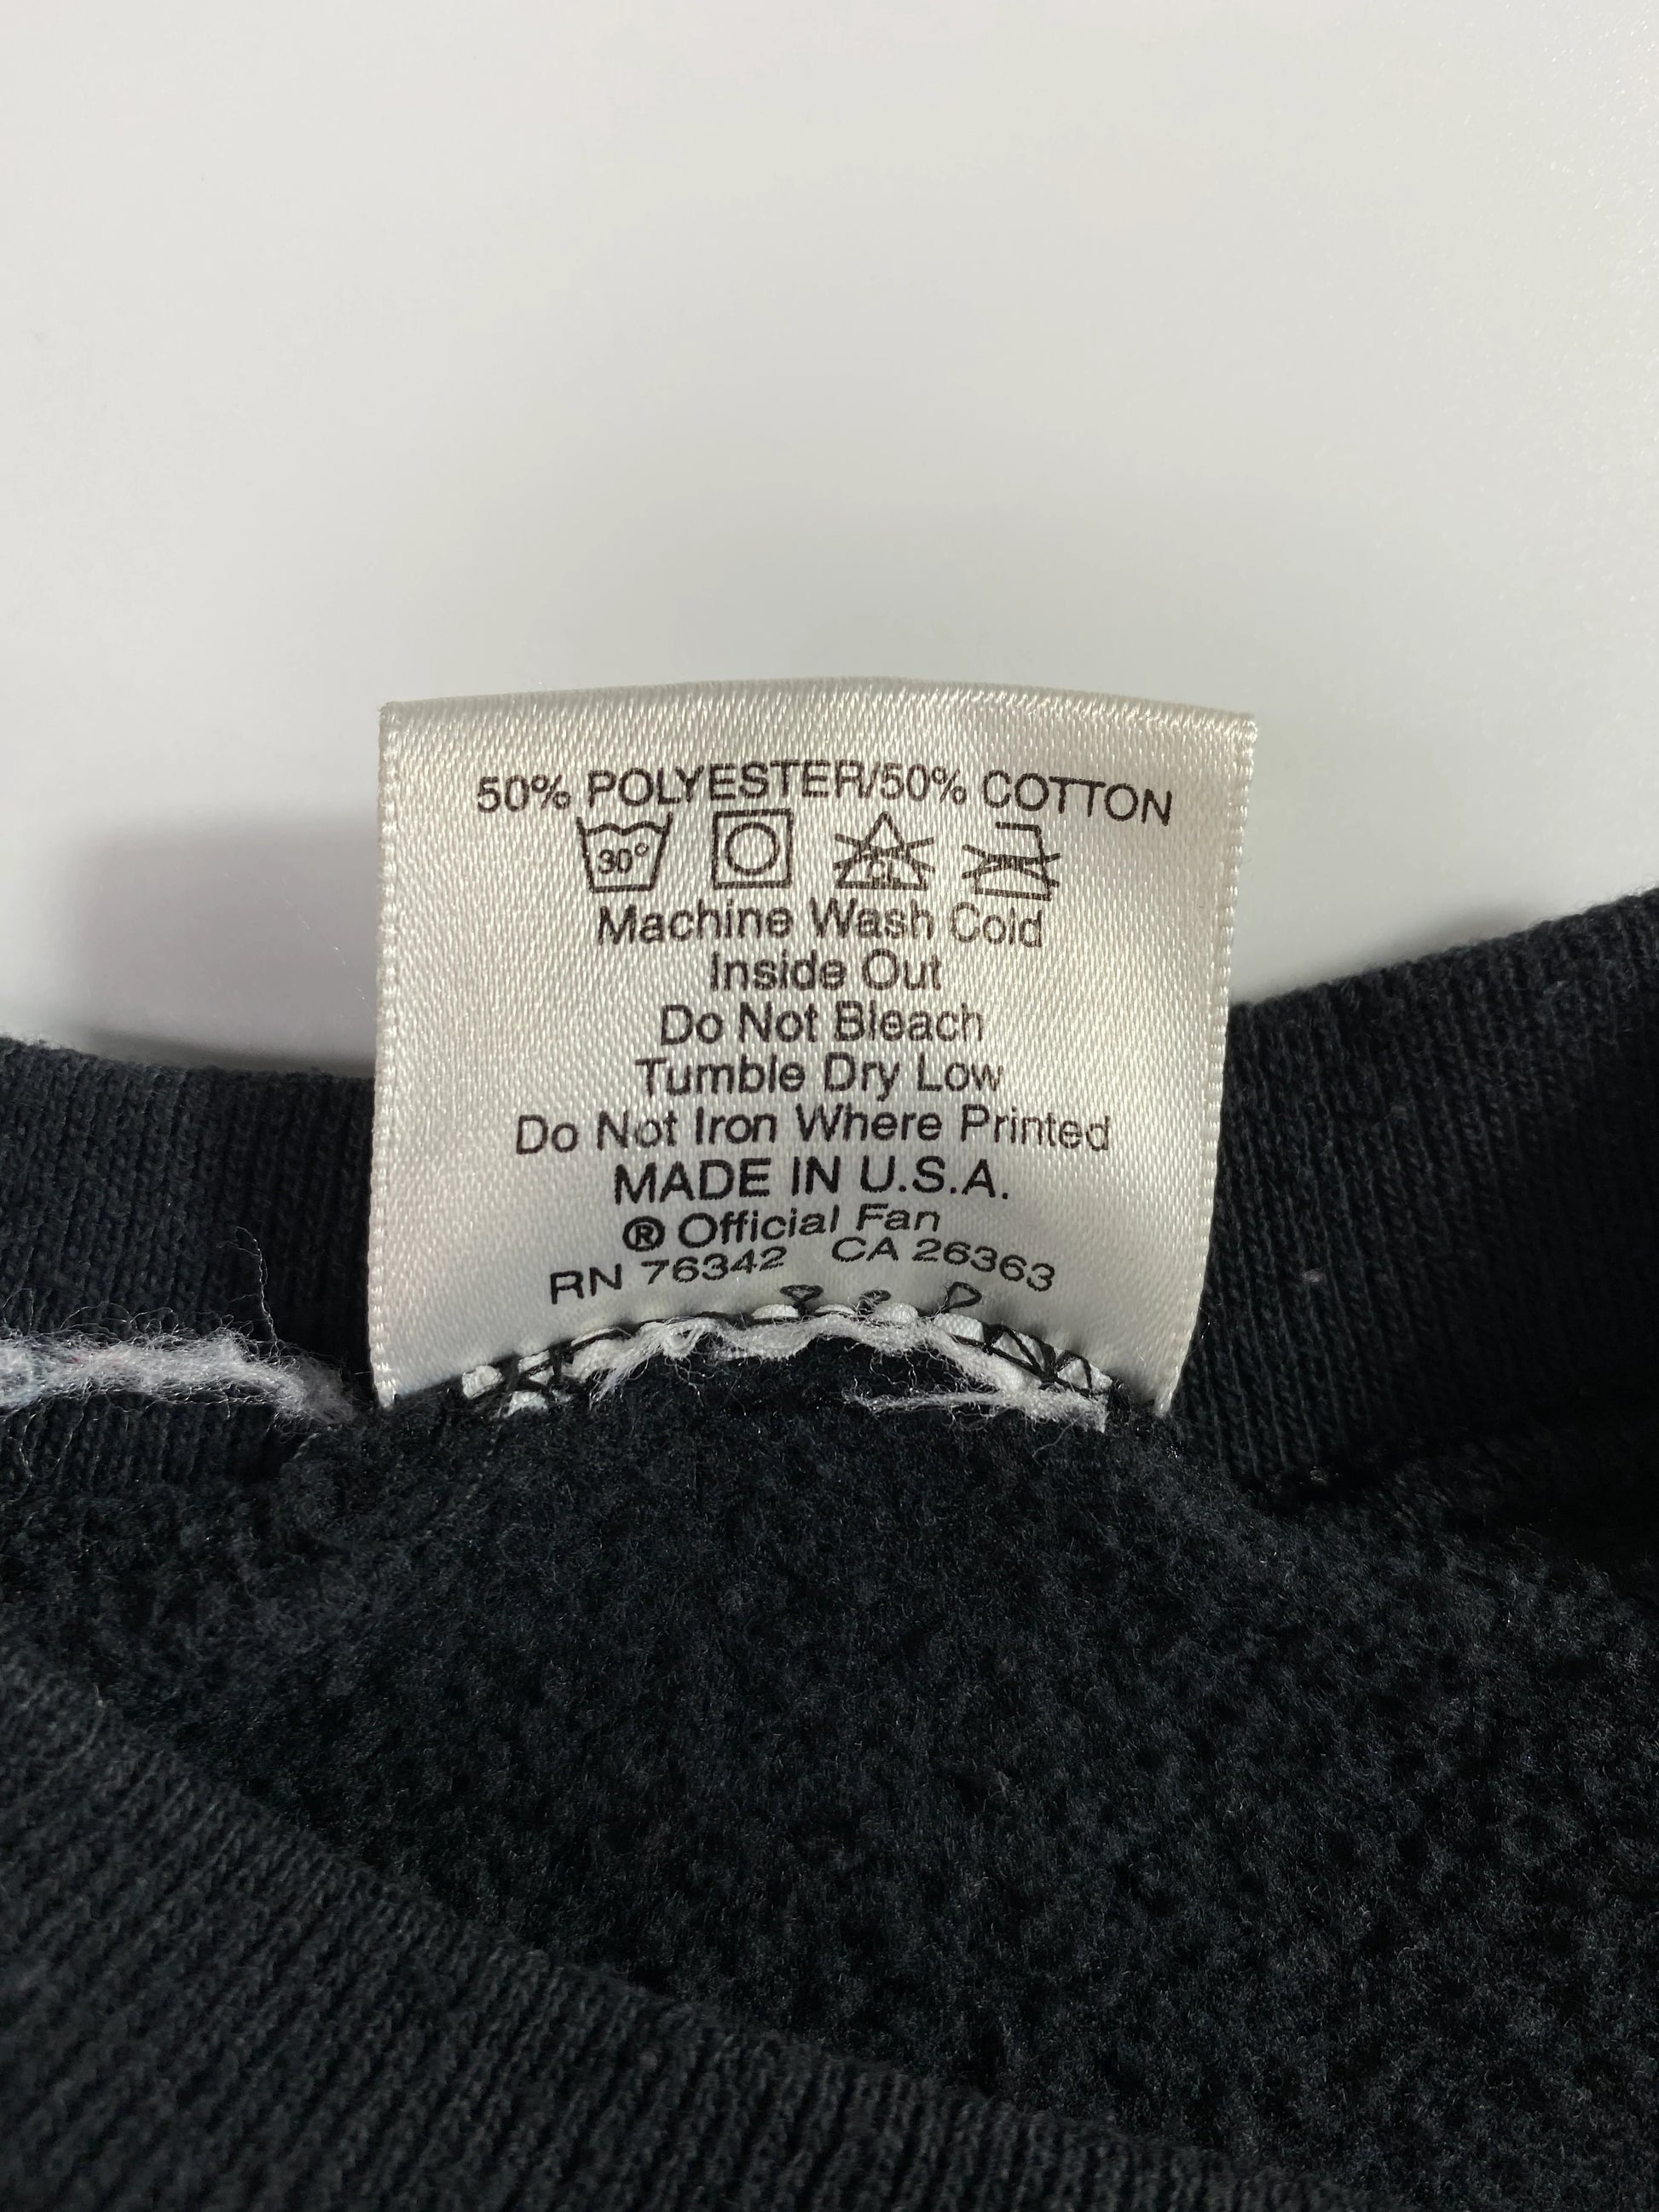 50% POLYESTER/50% COTTON
30° CL
Machine Wash Cold
Inside Out
Do Not Bleach
Tumble Dry Low
Do Not Iron Where Printed
MADE IN U.S.A.
® Official Fan
RN 76342 CA 26363